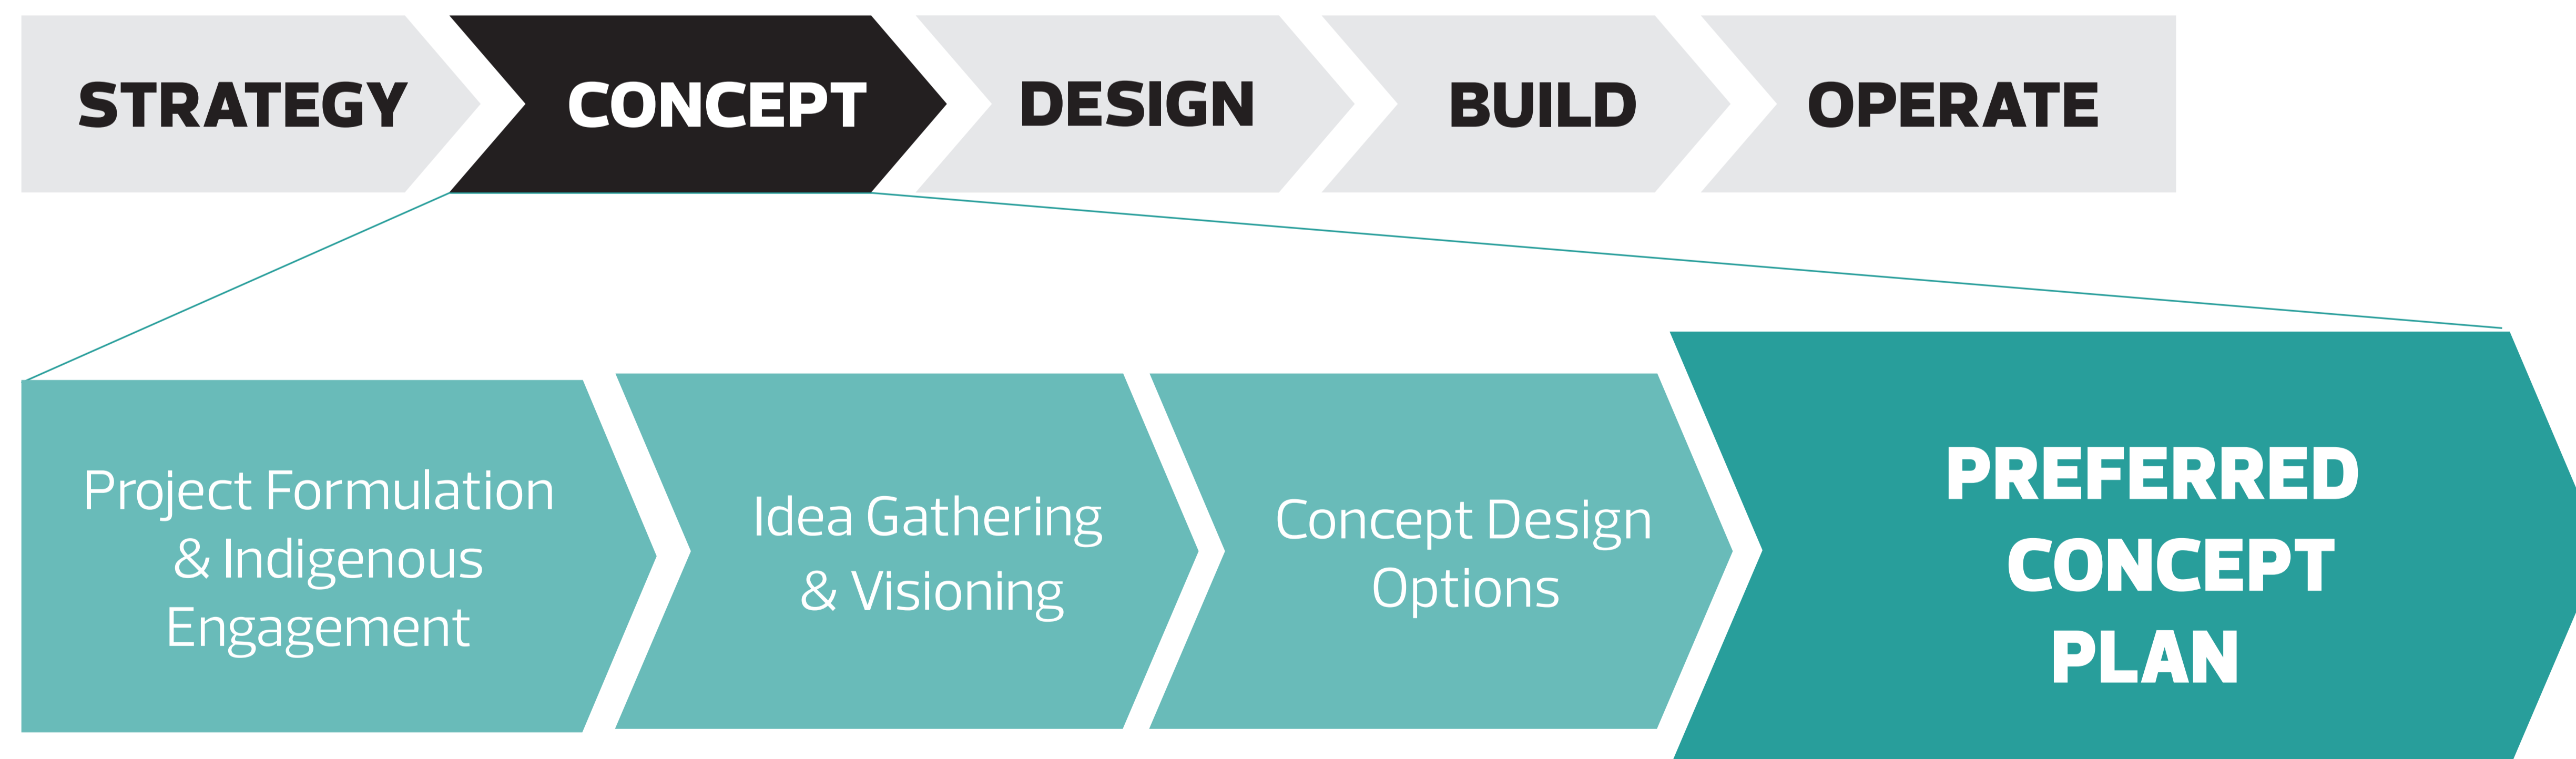 STRATEGY
CONCEPT
DESIGN
BUILD
OPERATE
Project Formulation
& Indigenous
Engagement
Idea Gathering
& Visioning
Concept Design
Options
PREFERRED
CONCEPT
PLAN